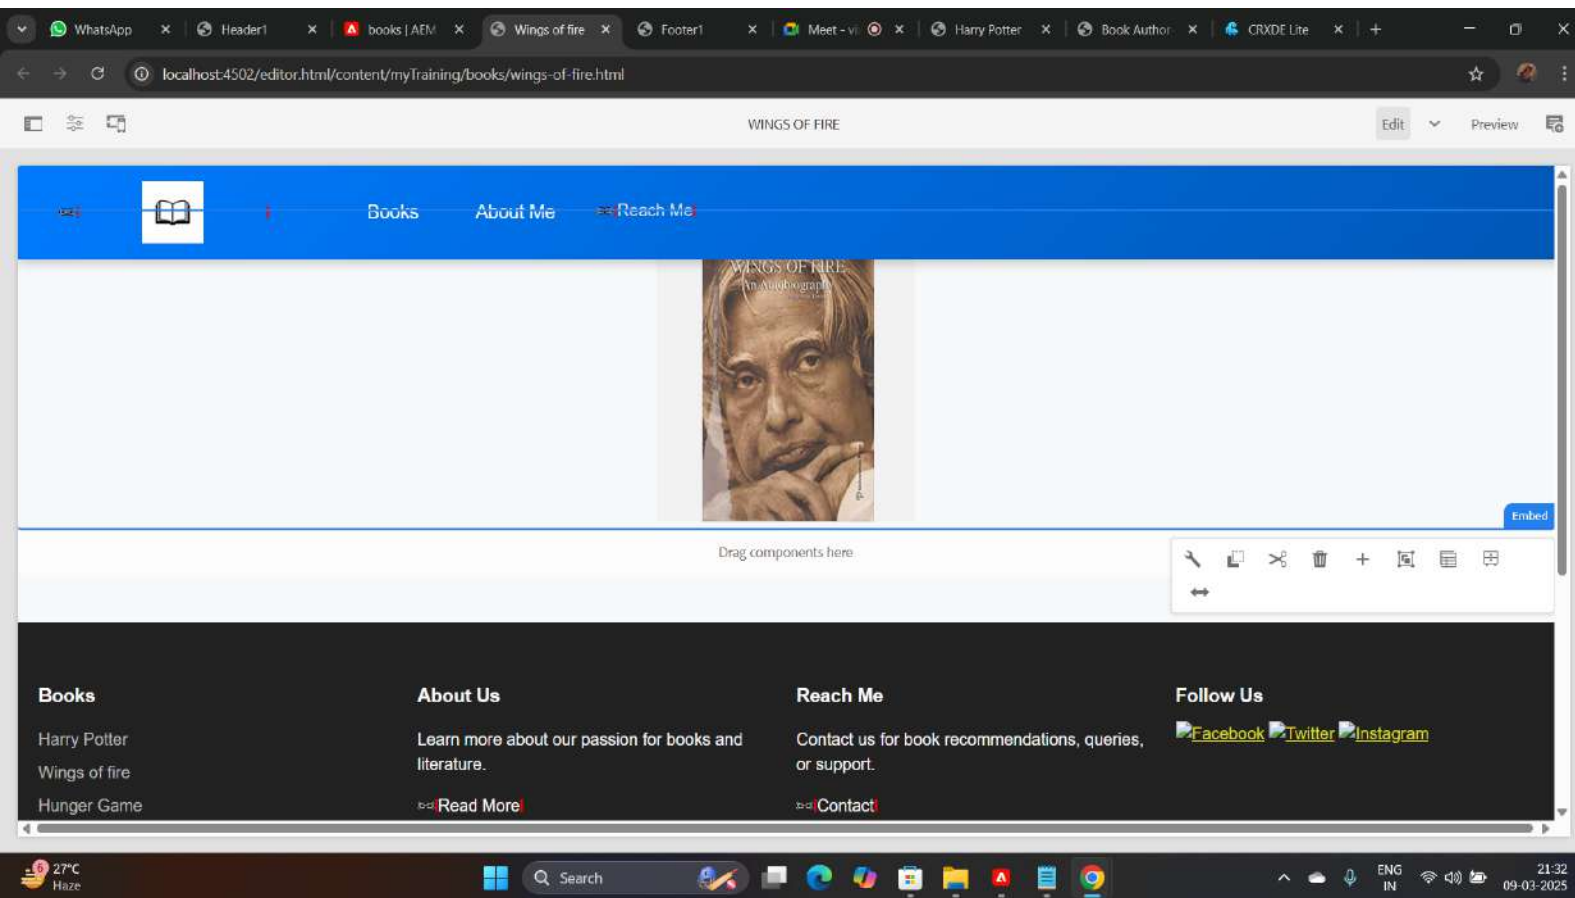 WhatsApp
Header1
books | AEM
Wings of fire
Footer1
Meet - vi
Harry Potter
Book Author
CRXDE Lite
localhost:4502/editor.html/content/myTraining/books/wings-of-fire.html
WINGS OF FIRE
Edit
Preview
Books
About Me
Reach Me
WINGS OF FIRE
An Autobiography
Embed
Drag components here
Books
Harry Potter
Wings of fire
Hunger Game
About Us
Learn more about our passion for books and
literature.
Read More
Reach Me
Contact us for book recommendations, queries,
or support.
Contact
Follow Us
Facebook Twitter Instagram
6
27°C
Haze
Search
ENG
IN
21:32
09-03-2025